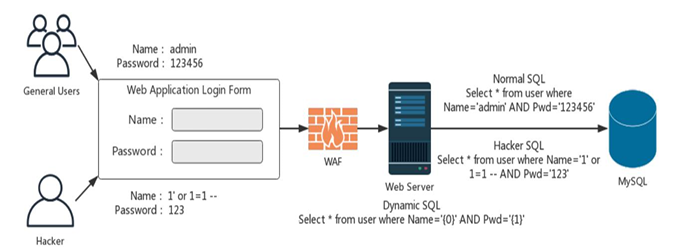 Name : admin
Password : 123456
General Users
Web Application Login Form
Name :
Password :
WAF
Web Server
Normal SQL
Select * from user where
Name='admin' AND Pwd='123456'
Hacker SQL
Select * from user where Name='1' or
1=1 -- AND Pwd='123'
MySQL
Name : 1' or 1=1 --
Password : 123
Hacker
Dynamic SQL
Select * from user where Name='{0}' AND Pwd='{1}'